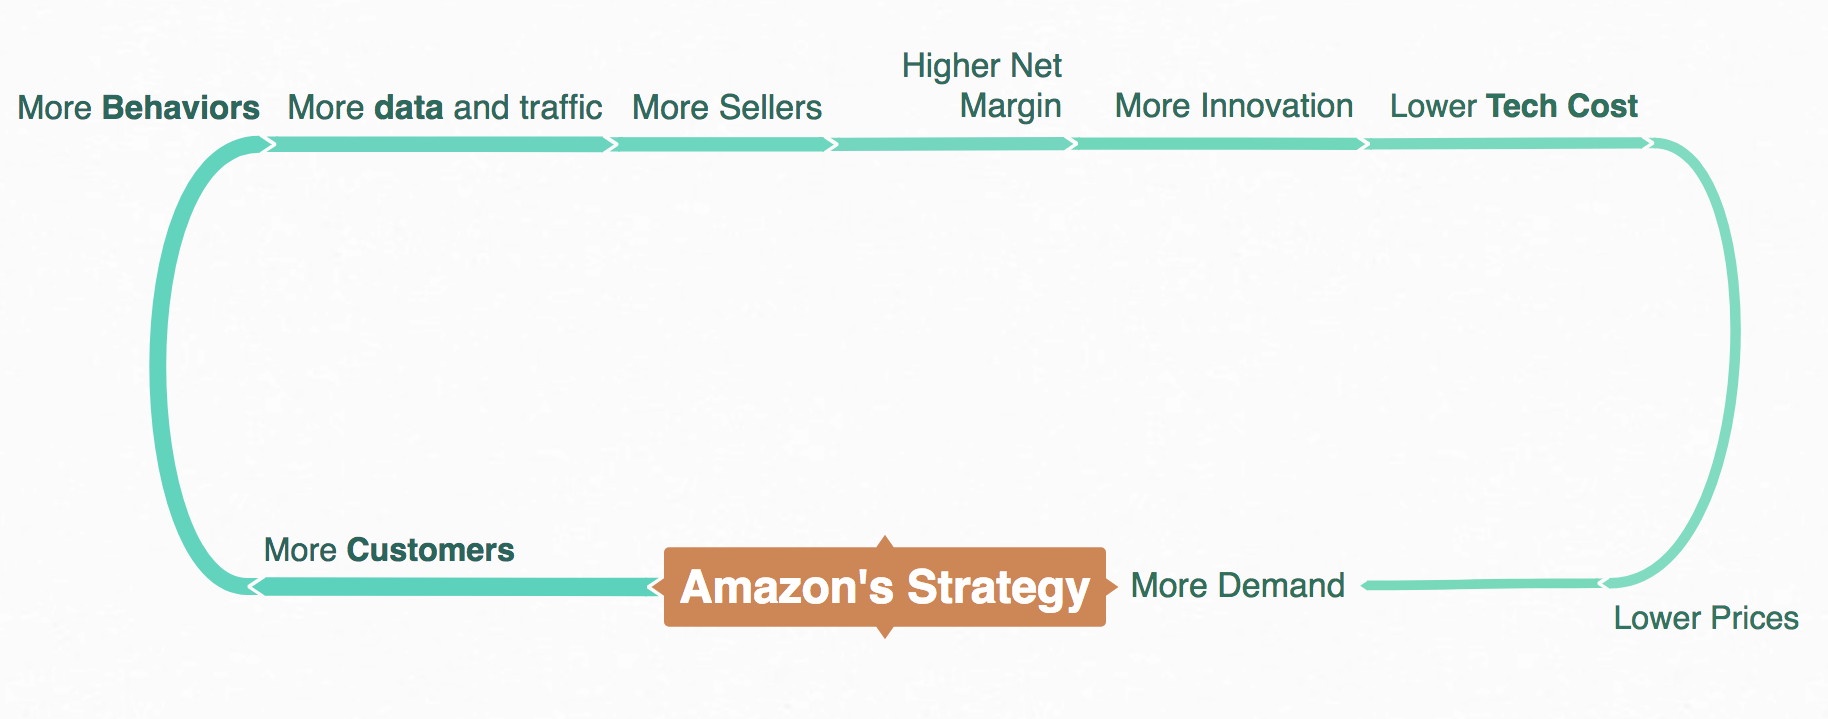 Higher Net
Margin
More Behaviors
More data and traffic
More Sellers
More Innovation
Lower Tech Cost
More Customers
Amazon's Strategy
More Demand
Lower Prices